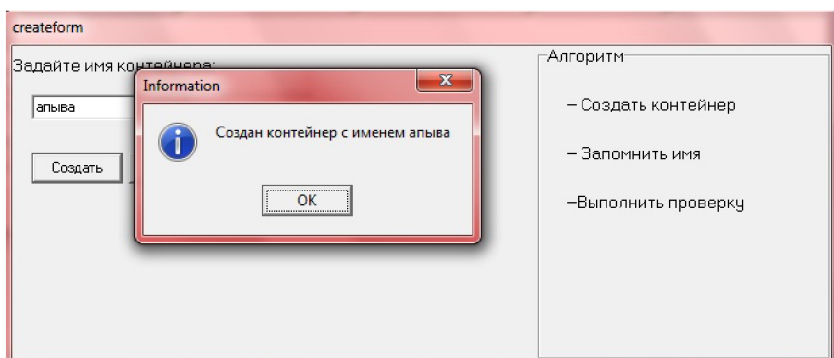 createform
Задайте имя контейнера:
апыва
Создать
Information
Создан контейнер с именем апыва
OK
Алгоритм
– Создать контейнер
– Запомнить имя
–Выполнить проверку